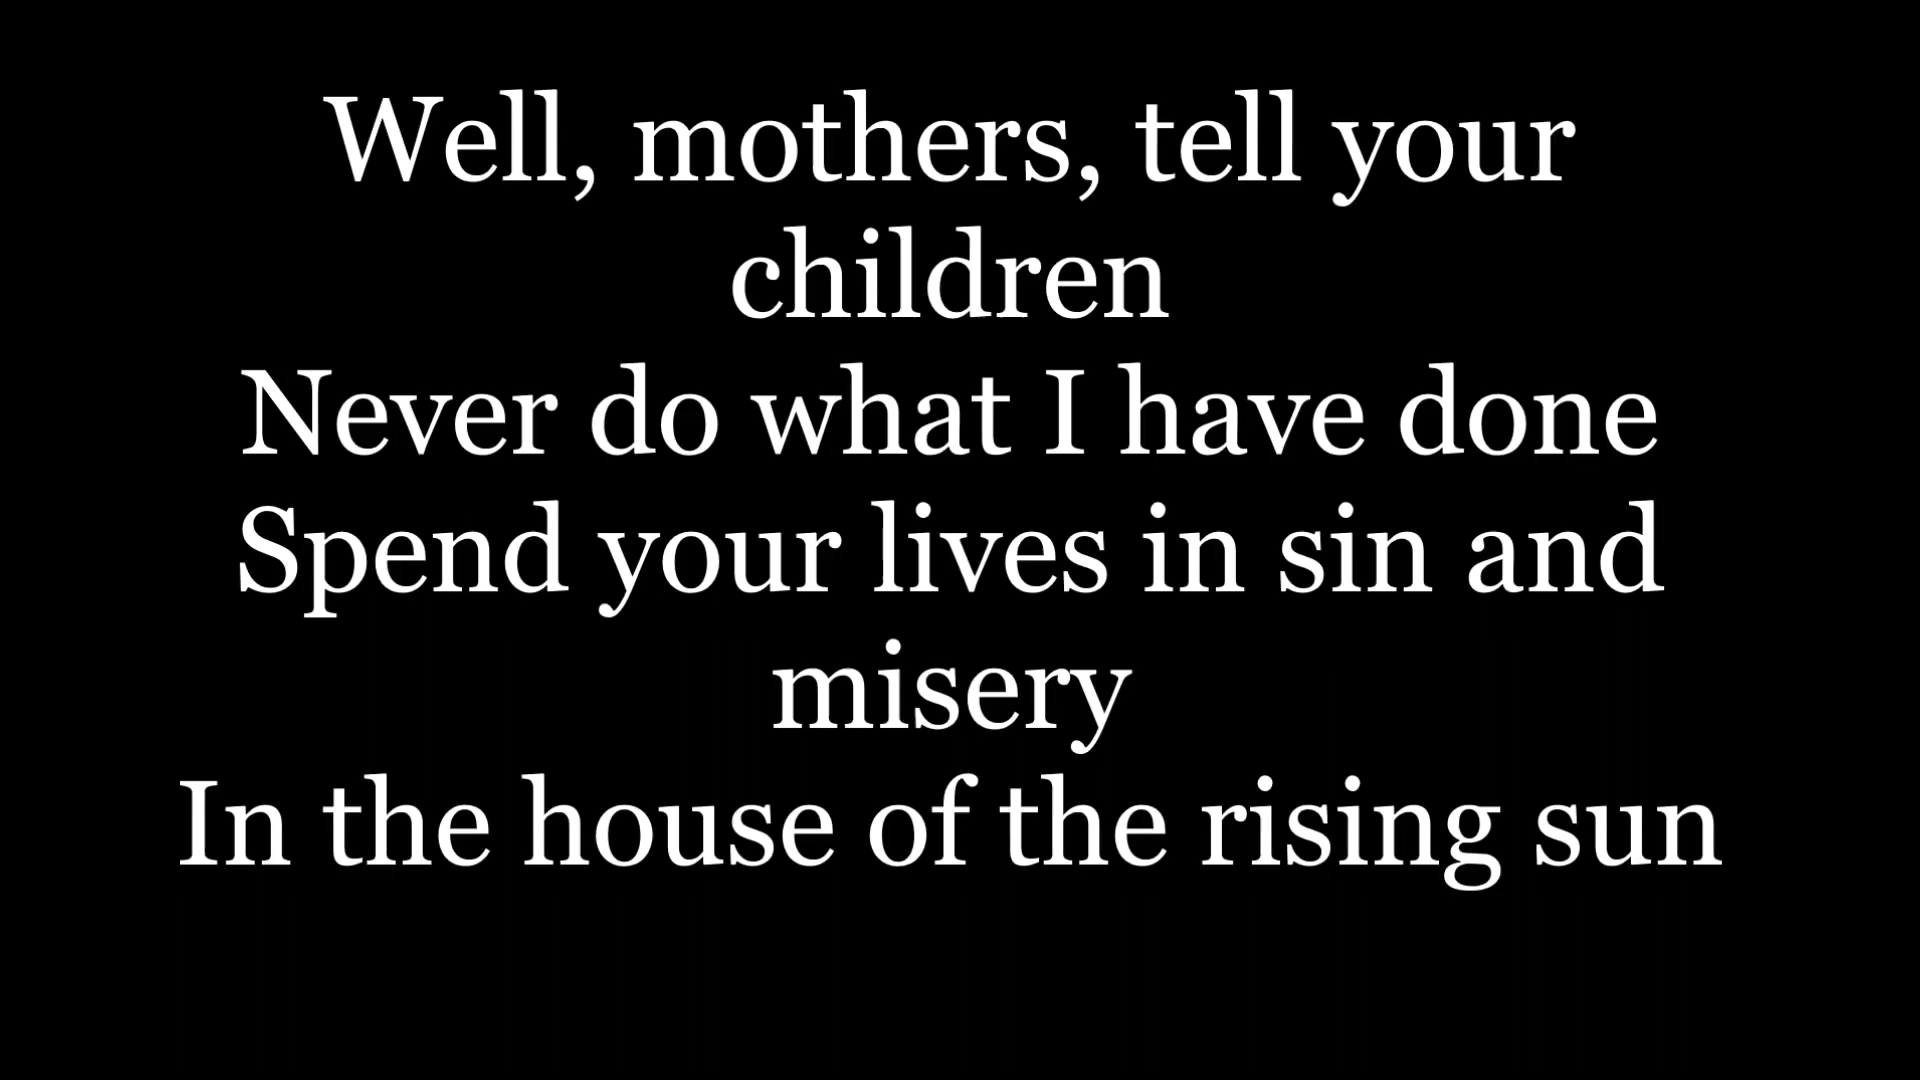 Well, mothers, tell your
children
Never do what I have done
Spend your lives in sin and
misery
In the house of the rising sun